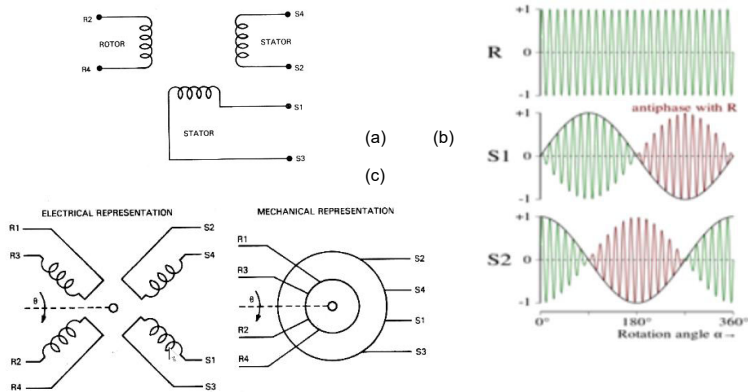 R2
ROTOR
R4
S4
STATOR
S2
S1
STATOR
S3
(a)
(b)
(c)
+1
R 0
-1
antiphase with R
+1
S1 0
-1
+1
S2 0
-1
0° 180° 360°
Rotation angle α→
ELECTRICAL REPRESENTATION
R1
R3
S2
S4
θ
R2
R4
S1
S3
MECHANICAL REPRESENTATION
R1
R3
S2
S4
θ
R2
R4
S1
S3